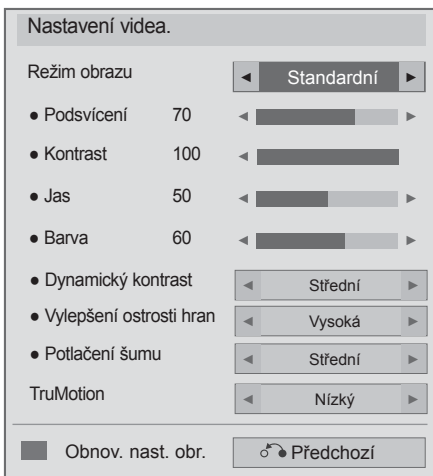 Nastavení videa.
Režim obrazu ◄ Standardní ►
● Podsvícení 70 ◄ ►
● Kontrast 100 ◄
● Jas 50 ◄ ►
● Barva 60 ◄ ►
● Dynamický kontrast ◄ Střední ►
● Vylepšení ostrosti hran ◄ Vysoká ►
● Potlačení šumu ◄ Střední ►
TruMotion ◄ Nízký ►
Obnov. nast. obr. Předchozí